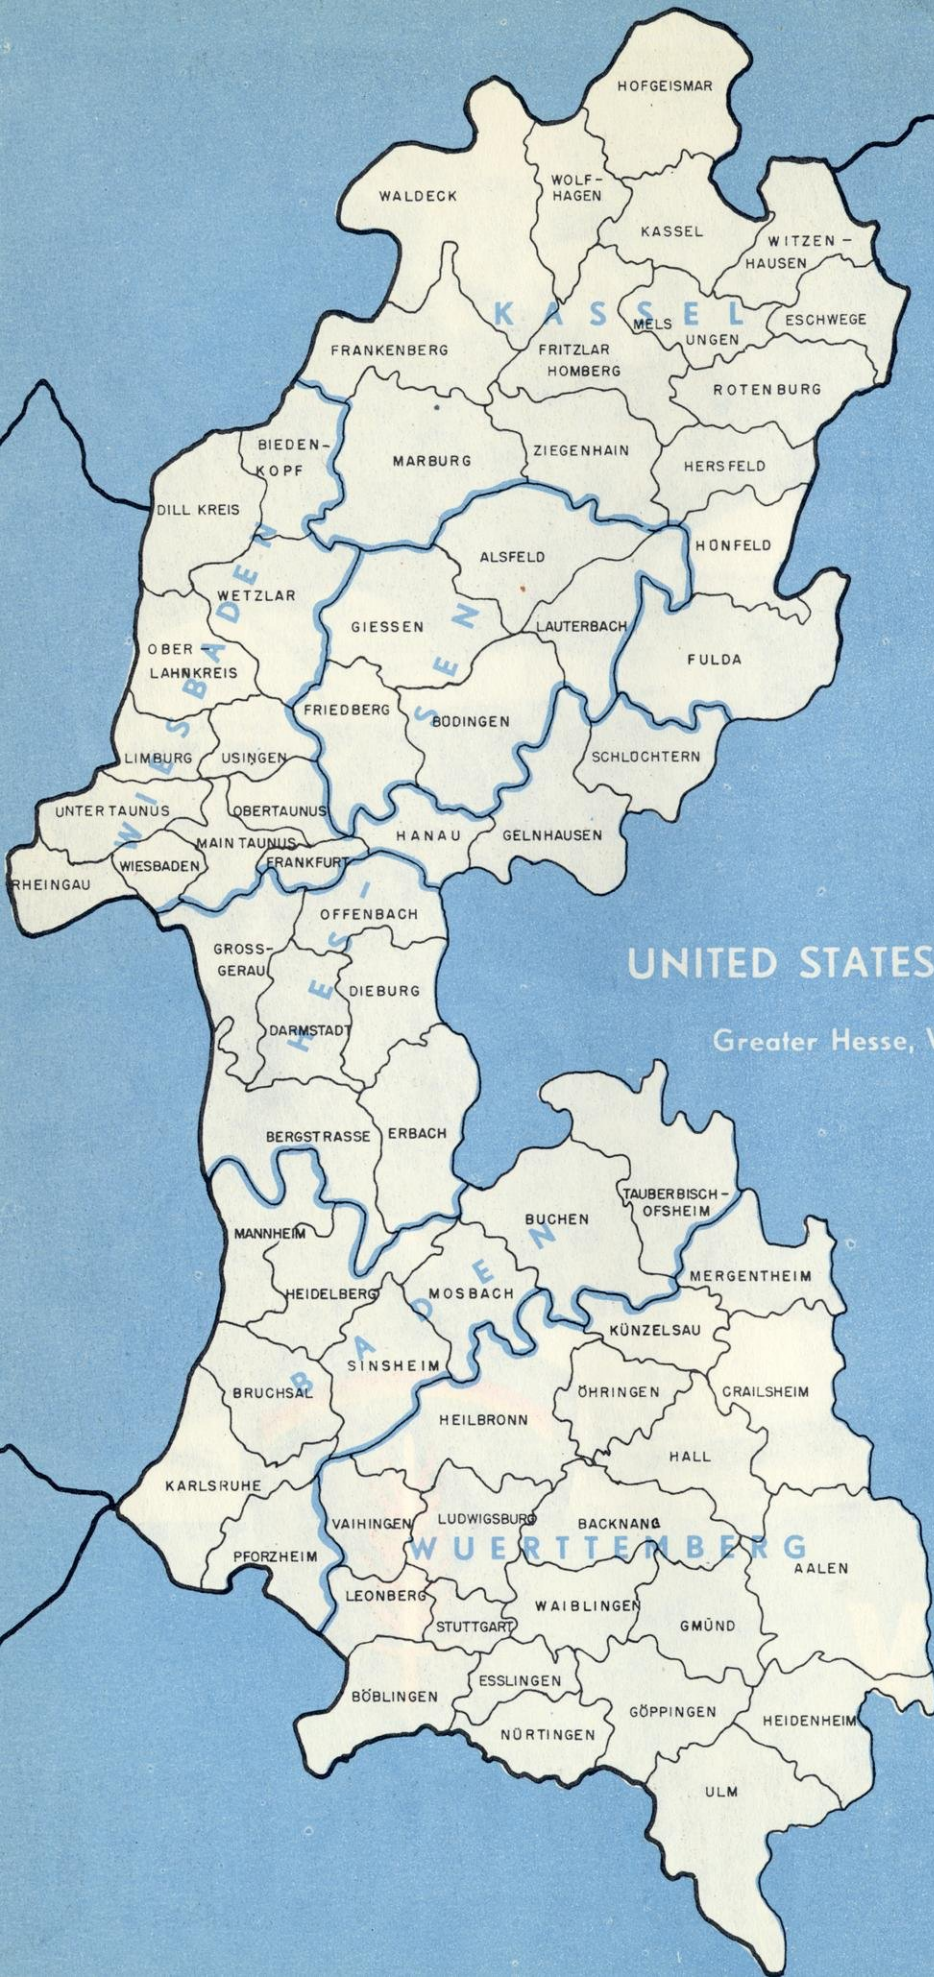 HOFGEISMAR
WALDECK
WOLF-
HAGEN
KASSEL
WITZEN-
HAUSEN
KASSEL
MELS
UNGEN
ESCHWEGE
FRANKENBERG
FRITZLAR
HOMBERG
ROTENBURG
BIEDEN-
KOPF
MARBURG
ZIEGENHAIN
HERSFELD
DILL KREIS
HÜNFELD
ALSFELD
WETZLAR
GIESSEN
LAUTERBACH
OBER-
LAHNKREIS
FULDA
WIESBADEN
FRIEDBERG
BÜDINGEN
LIMBURG
USINGEN
SCHLÜCHTERN
UNTER TAUNUS
OBERTAUNUS
HANAU
GELNHAUSEN
MAIN TAUNUS
WIESBADEN
FRANKFURT
RHEINGAU
HESSEN
OFFENBACH
GROSS-
GERAU
DIEBURG
DARMSTADT
UNITED STATES
Greater Hesse,
BERGSTRASSE
ERBACH
TAUBERBISCH-
OFSHEIM
BUCHEN
MANNHEIM
HEIDELBERG
MOSBACH
MERGENTHEIM
BADEN
KÜNZELSAU
SINSHEIM
BRUCHSAL
ÖHRINGEN
CRAILSHEIM
HEILBRONN
HALL
KARLSRUHE
VAIHINGEN
LUDWIGSBURG
BACKNANG
WUERTTEMBERG
PFORZHEIM
AALEN
LEONBERG
STUTTGART
WAIBLINGEN
GMÜND
BÖBLINGEN
ESSLINGEN
GÖPPINGEN
HEIDENHEIM
NÜRTINGEN
ULM